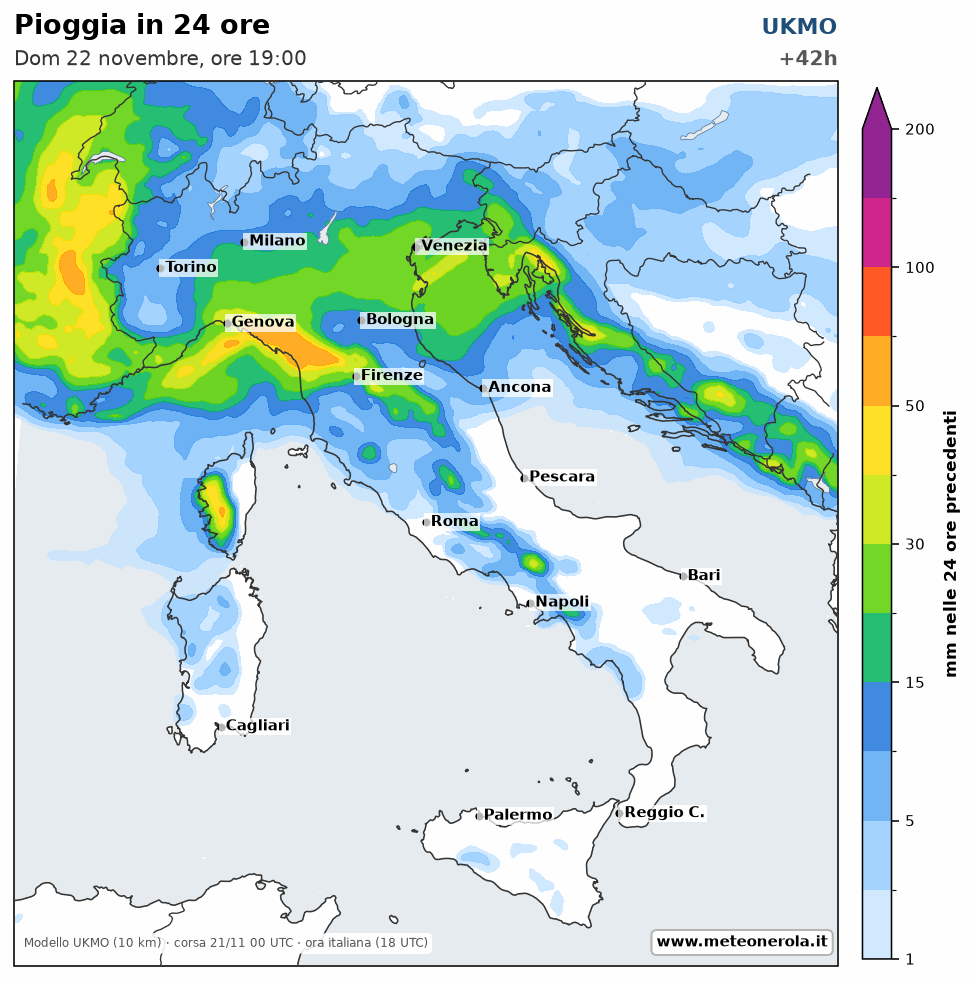 Pioggia in 24 ore
UKMO
Dom 22 novembre, ore 19:00
+42h
200
100
50
30
15
5
1
mm nelle 24 ore precedenti
Milano
Venezia
Torino
Genova
Bologna
Firenze
Ancona
Pescara
Roma
Bari
Napoli
Cagliari
Palermo
Reggio C.
Modello UKMO (10 km) · corsa 21/11 00 UTC · ora italiana (18 UTC)
www.meteonerola.it